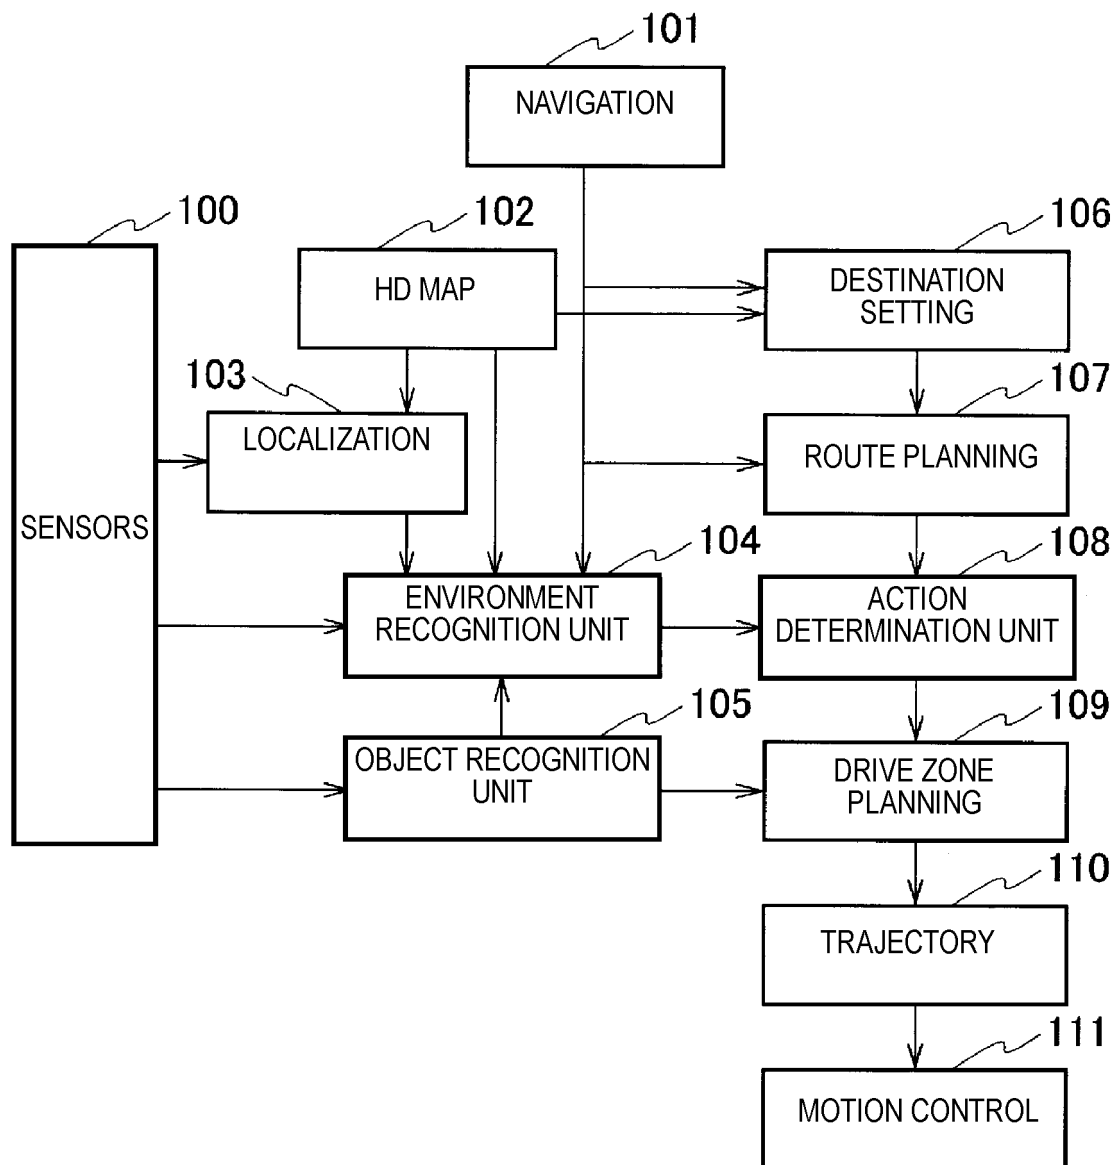 101
NAVIGATION
100
102
106
HD MAP
DESTINATION
SETTING
103
107
LOCALIZATION
ROUTE PLANNING
SENSORS
104
108
ENVIRONMENT
RECOGNITION UNIT
ACTION
DETERMINATION UNIT
105
109
OBJECT RECOGNITION
UNIT
DRIVE ZONE
PLANNING
110
TRAJECTORY
111
MOTION CONTROL